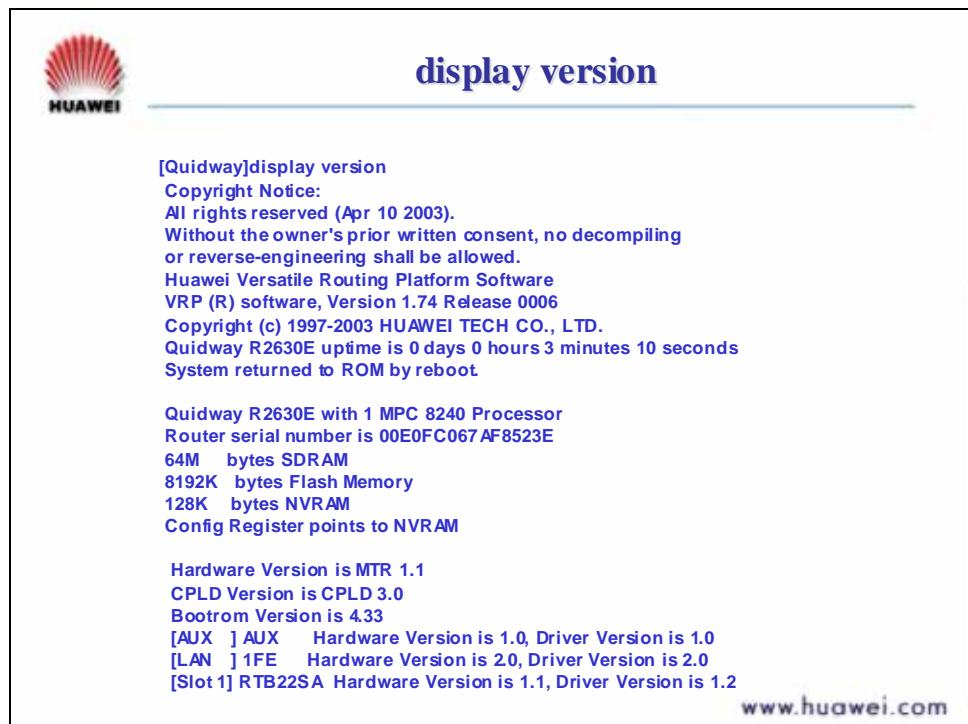 HUAWEI
display version
[Quidway]display version
Copyright Notice:
All rights reserved (Apr 10 2003).
Without the owner's prior written consent, no decompiling
or reverse-engineering shall be allowed.
Huawei Versatile Routing Platform Software
VRP (R) software, Version 1.74 Release 0006
Copyright (c) 1997-2003 HUAWEI TECH CO., LTD.
Quidway R2630E uptime is 0 days 0 hours 3 minutes 10 seconds
System returned to ROM by reboot.
Quidway R2630E with 1 MPC 8240 Processor
Router serial number is 00E0FC067AF8523E
64M bytes SDRAM
8192K bytes Flash Memory
128K bytes NVRAM
Config Register points to NVRAM
Hardware Version is MTR 1.1
CPLD Version is CPLD 3.0
Bootrom Version is 4.33
[AUX ] AUX Hardware Version is 1.0, Driver Version is 1.0
[LAN ] 1FE Hardware Version is 2.0, Driver Version is 2.0
[Slot 1] RTB22SA Hardware Version is 1.1, Driver Version is 1.2
www.huawei.com